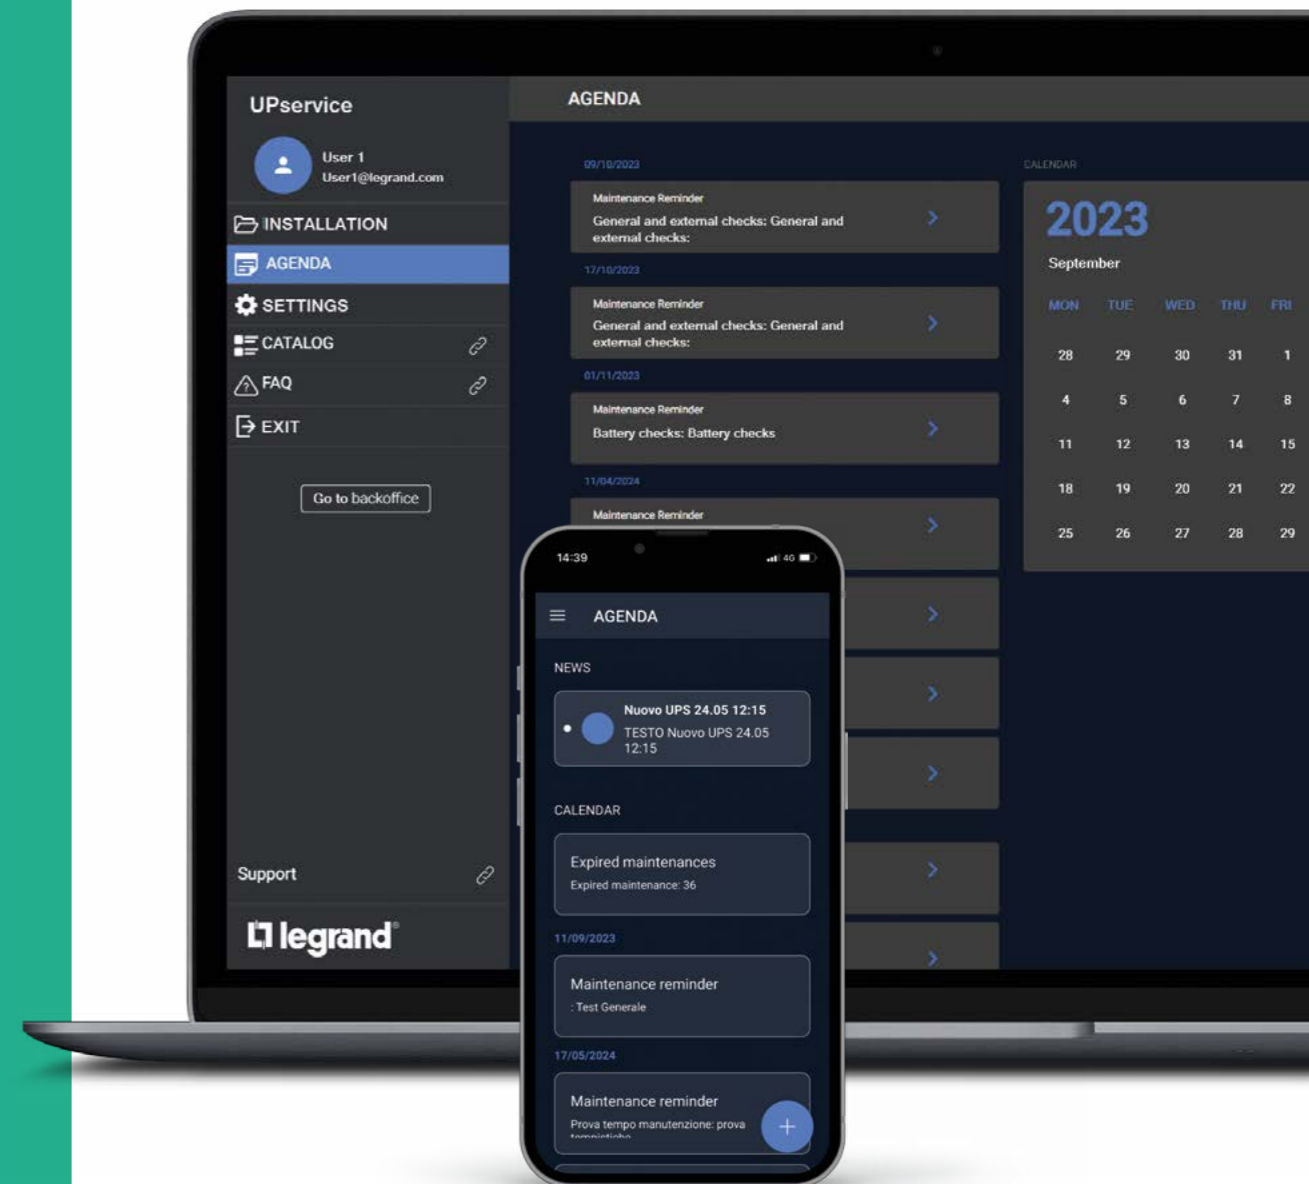 UPservice
User 1
User1@legrand.com
INSTALLATION
AGENDA
SETTINGS
CATALOG
FAQ
EXIT
Go to backoffice
Support
legrand®
AGENDA
09/10/2023
Maintenance Reminder
General and external checks: General and
external checks:
17/10/2023
Maintenance Reminder
General and external checks: General and
external checks:
01/11/2023
Maintenance Reminder
Battery checks: Battery checks
11/04/2024
Maintenance Reminder
CALENDAR
2023
September
MON TUE WED THU FRI
28 29 30 31 1
4 5 6 7 8
11 12 13 14 15
18 19 20 21 22
25 26 27 28 29
14:39 4G
AGENDA
NEWS
Nuovo UPS 24.05 12:15
TESTO Nuovo UPS 24.05
12:15
CALENDAR
Expired maintenances
Expired maintenance: 36
11/09/2023
Maintenance reminder
: Test Generale
17/05/2024
Maintenance reminder
Prova tempo manutenzione: prova